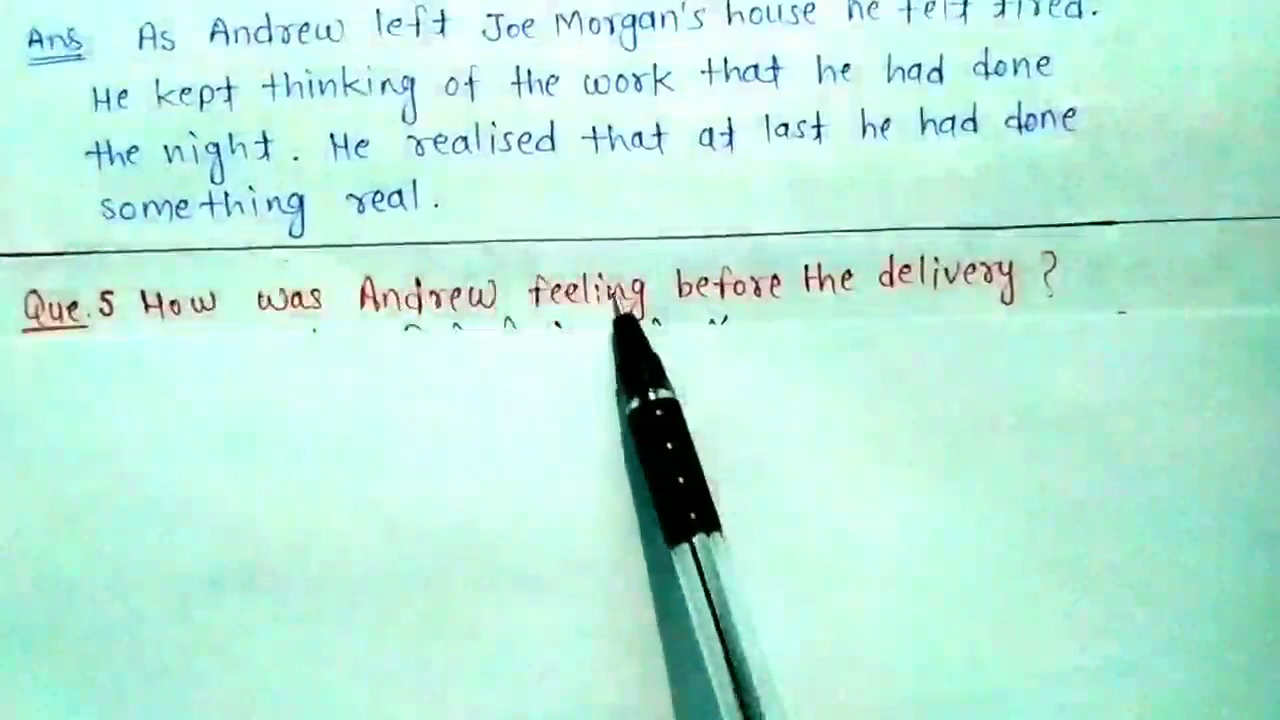 Ans As Andrew left Joe Morgan's house he felt tired.
He kept thinking of the work that he had done
the night. He realised that at last he had done
something real.
Que. 5 How was Andrew feeling before the delivery ?